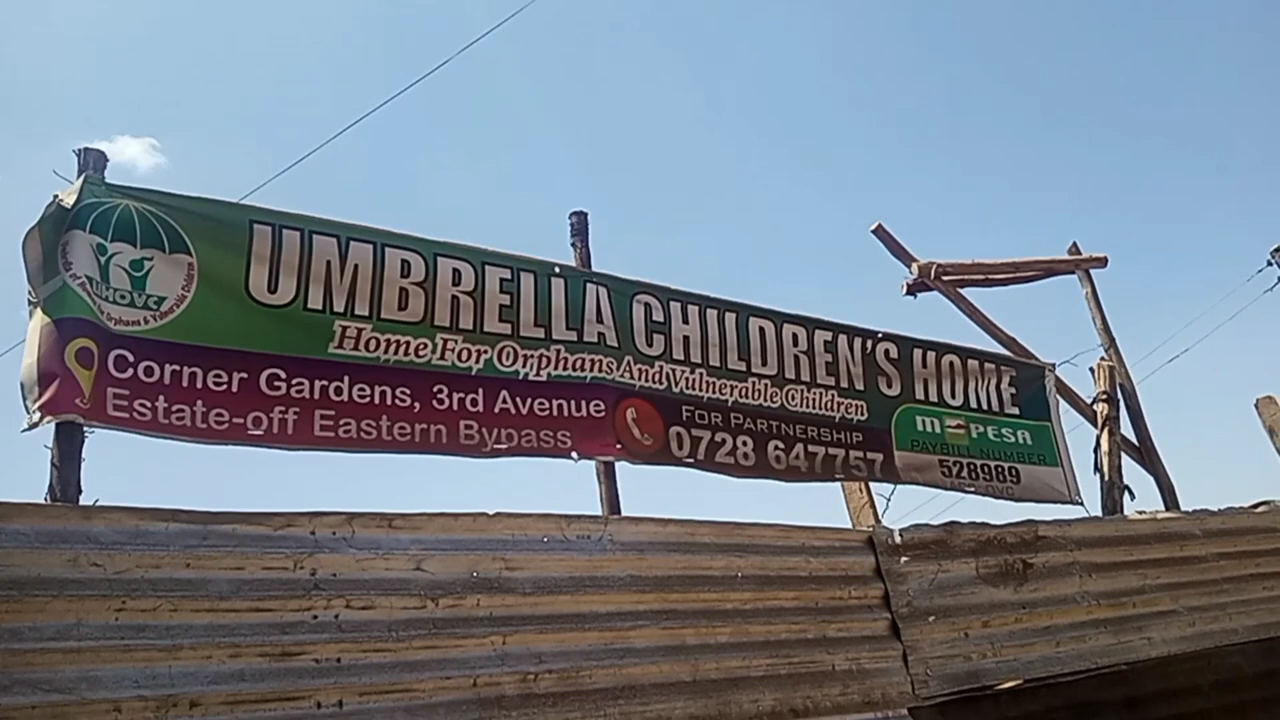 UMBRELLA CHILDREN'S HOME
Home For Orphans And Vulnerable Children
UHOVC
Corner Gardens, 3rd Avenue
Estate-off Eastern Bypass
FOR PARTNERSHIP
0728 647757
M PESA
PAYBILL NUMBER
528989